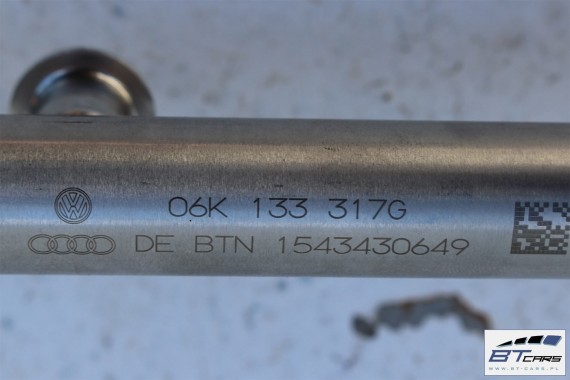 06K 133 317G
DE BTN 1543430649
BTCARS
WWW.BT-CARS.PL